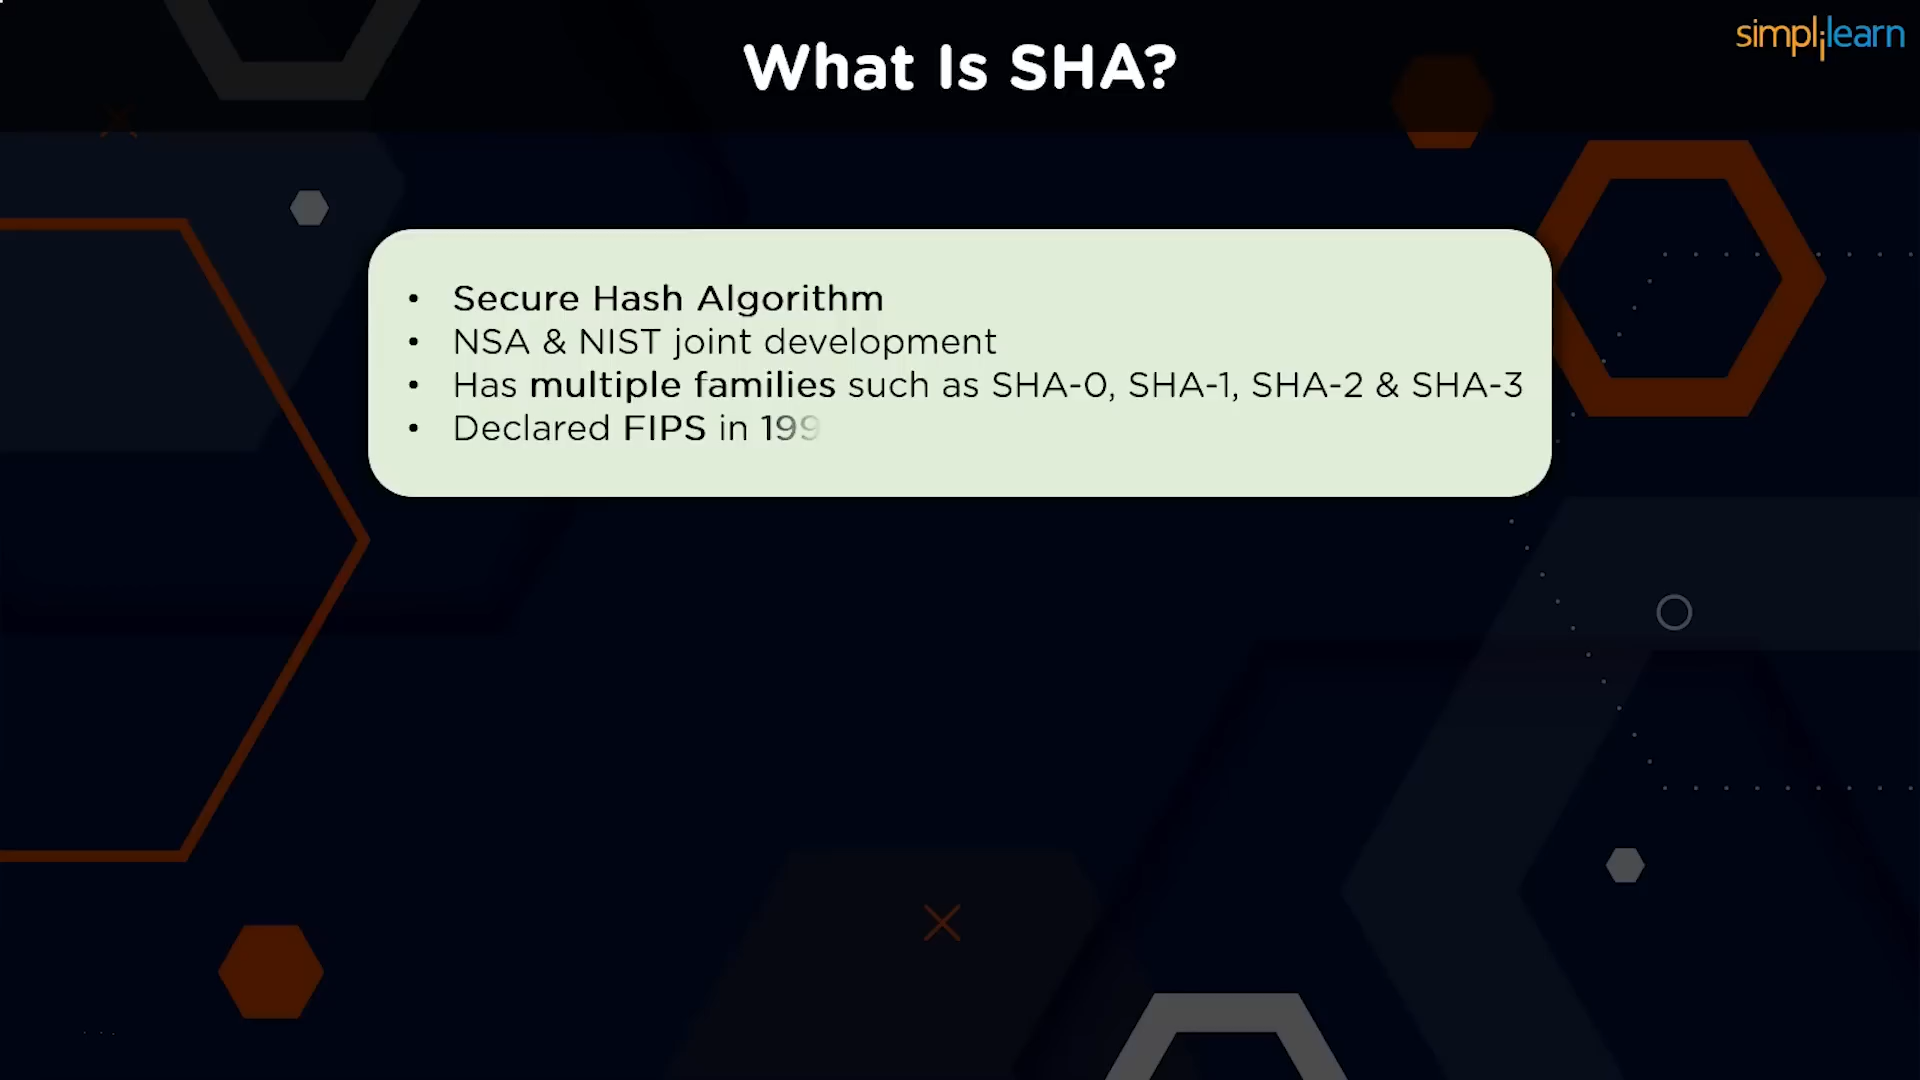 What Is SHA?
simplilearn
• Secure Hash Algorithm
• NSA & NIST joint development
• Has multiple families such as SHA-0, SHA-1, SHA-2 & SHA-3
• Declared FIPS in 199